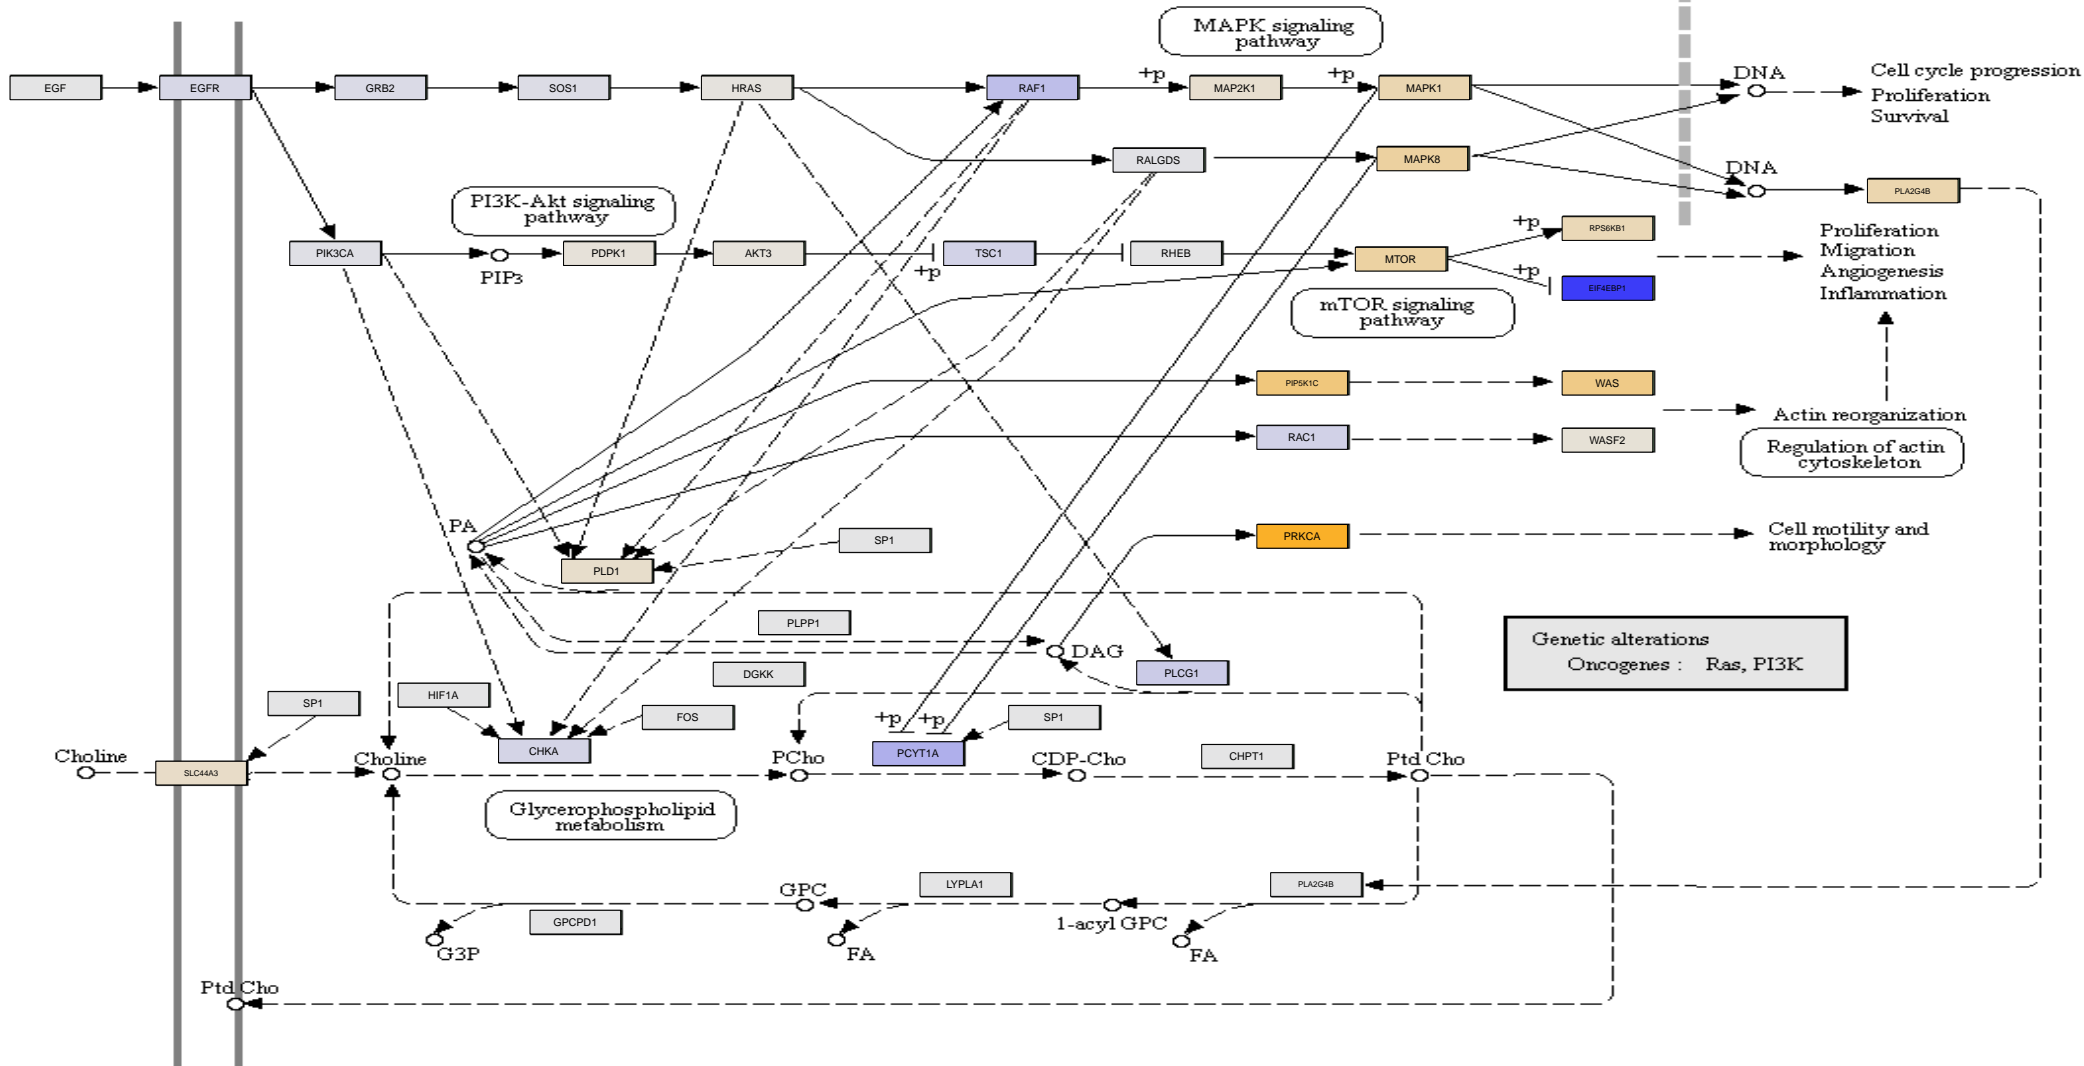 MAPK signaling
pathway
EGF
EGFR
GRB2
SOS1
HRAS
RAF1
+p
MAP2K1
+p
MAPK1
DNA
Cell cycle progression
Proliferation
Survival
RALGDS
MAPK8
DNA
PLA2G4B
PI3K-Akt signaling
pathway
PIK3CA
PIP3
PDPK1
AKT3
+p
TSC1
RHEB
MTOR
+p
RPS6KB1
+p
EIF4EBP1
Proliferation
Migration
Angiogenesis
Inflammation
mTOR signaling
pathway
PIP5K1C
WAS
Actin reorganization
RAC1
WASF2
Regulation of actin
cytoskeleton
PA
SP1
PRKCA
Cell motility and
morphology
PLD1
PLPP1
DAG
DGKK
PLCG1
Genetic alterations
Oncogenes : Ras, PI3K
SP1
HIF1A
FOS
+p
+p
SP1
Choline
SLC44A3
Choline
CHKA
PCho
PCYT1A
CDP-Cho
CHPT1
Ptd Cho
Glycerophospholipid
metabolism
GPC
LYPLA1
PLA2G4B
GPCPD1
1-acyl GPC
G3P
FA
FA
Ptd Cho